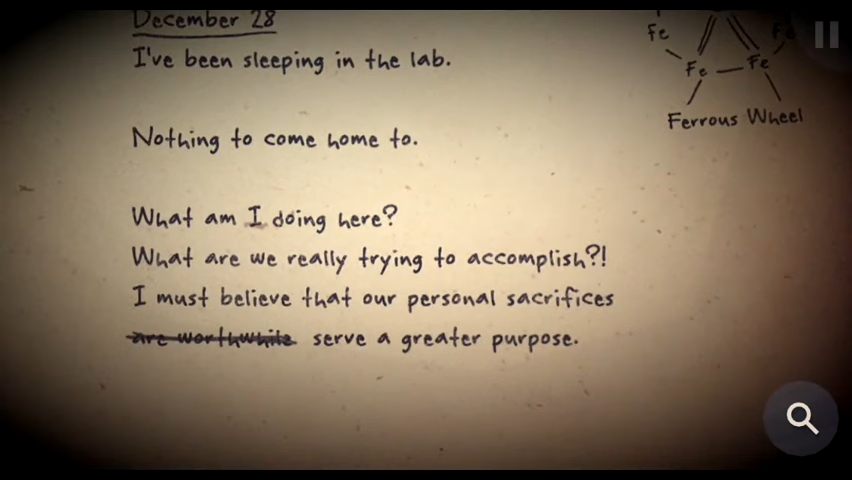 December 28
I've been sleeping in the lab.
Nothing to come home to.
What am I doing here?
What are we really trying to accomplish?!
I must believe that our personal sacrifices
are worthwhile serve a greater purpose.
Fe Fe
Fe Fe
Ferrous Wheel